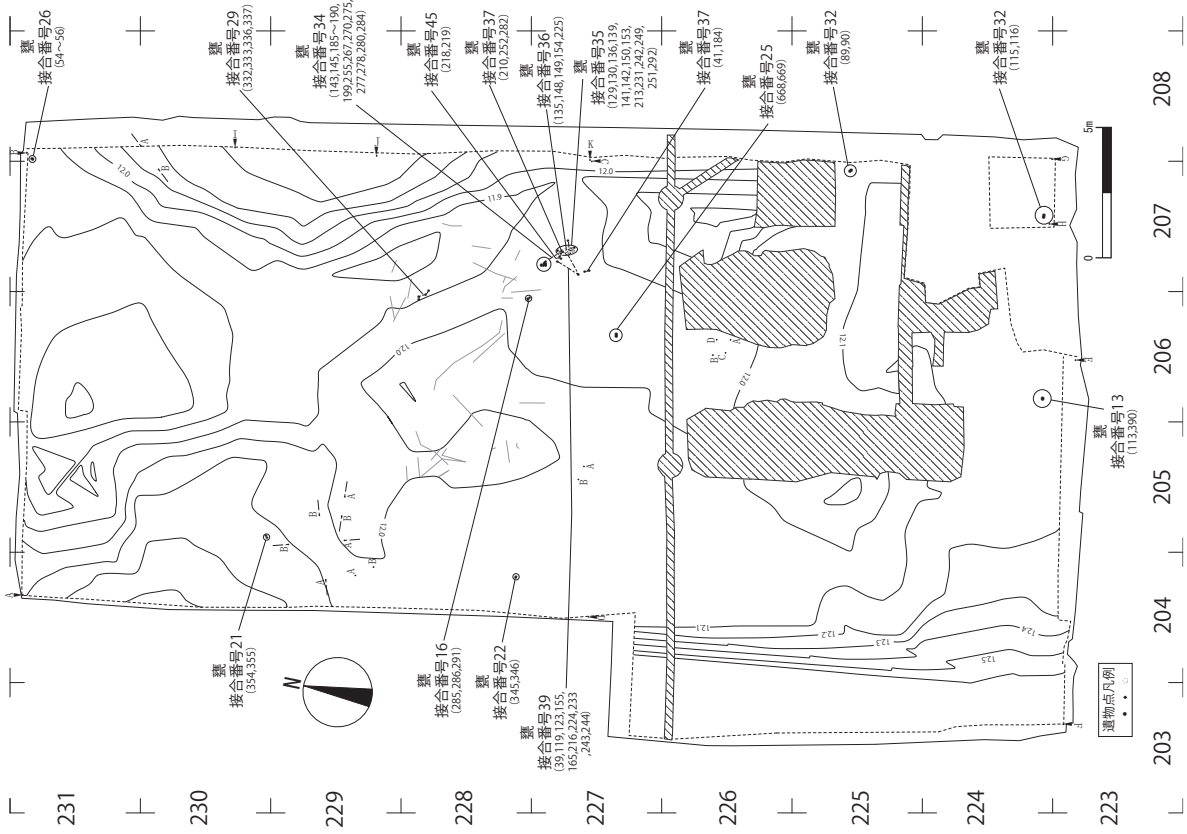 甕
接合番号26
(54〜56)
甕
接合番号29
(332,333,336,337)
甕
接合番号34
(143,145,185〜190,
199,255,267,270,275,
277,278,280,284)
甕
接合番号45
(218,219)
甕
接合番号37
(210,252,282)
甕
接合番号36
(135,148,149,154,225)
甕
接合番号35
(129,130,136,139,
141,142,150,153,
213,231,242,249,
251,292)
甕
接合番号37
(41,184)
甕
接合番号25
(668,669)
甕
接合番号32
(89,90)
甕
接合番号32
(115,116)
208
207
206
205
204
203
231
230
229
228
227
226
225
224
223
5m
0
B
A
B
I
J
K
C
G
H
E
F
A
12.0
11.9
12.0
12.0
12.0
12.1
12.0
12.1
12.2
12.3
12.4
12.5
B
D
C
A
B
A
B
A
B
A
B
A
B
A
A
B
N
甕
接合番号21
(354,355)
甕
接合番号16
(285,286,291)
甕
接合番号22
(345,346)
甕
接合番号39
(39,119,123,155,
165,216,224,233
,243,244)
甕
接合番号13
(113,390)
遺物点凡例